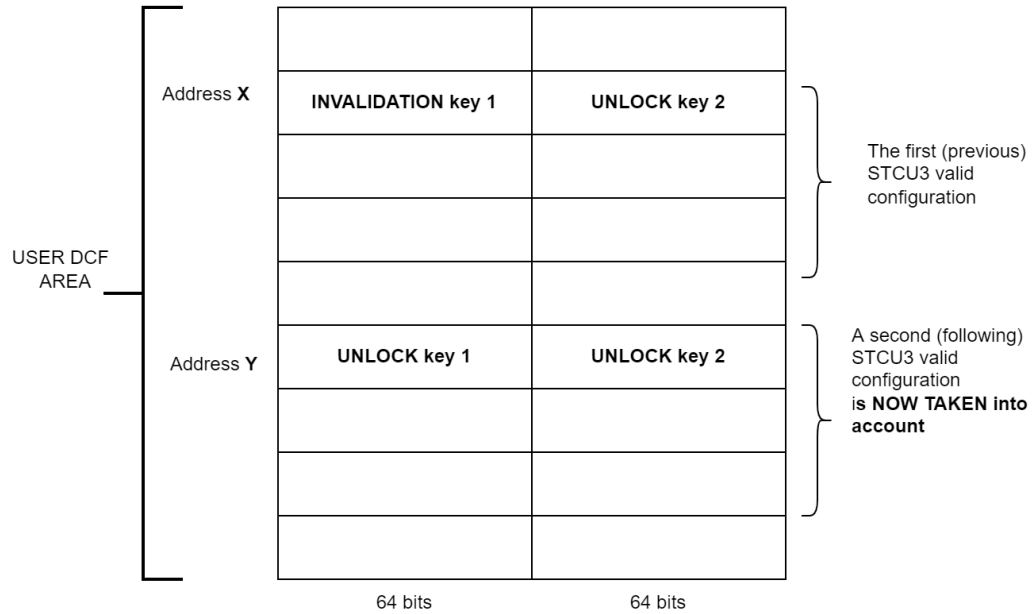 Address X
INVALIDATION key 1
UNLOCK key 2
The first (previous)
STCU3 valid
configuration
USER DCF
AREA
Address Y
UNLOCK key 1
UNLOCK key 2
A second (following)
STCU3 valid
configuration
is NOW TAKEN into
account
64 bits
64 bits